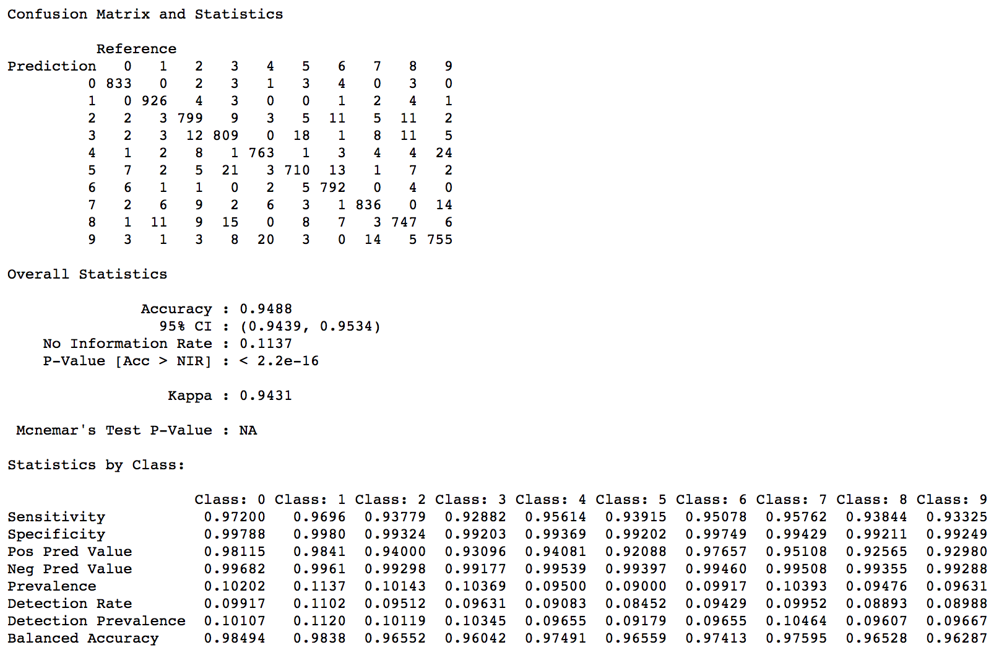 Confusion Matrix and Statistics
Reference
Prediction 0 1 2 3 4 5 6 7 8 9
0 833 0 2 3 1 3 4 0 3 0
1 0 926 4 3 0 0 1 2 4 1
2 2 3 799 9 3 5 11 5 11 2
3 2 3 12 809 0 18 1 8 11 5
4 1 2 8 1 763 1 3 4 4 24
5 7 2 5 21 3 710 13 1 7 2
6 6 1 1 0 2 5 792 0 4 0
7 2 6 9 2 6 3 1 836 0 14
8 1 11 9 15 0 8 7 3 747 6
9 3 1 3 8 20 3 0 14 5 755
Overall Statistics
Accuracy : 0.9488
95% CI : (0.9439, 0.9534)
No Information Rate : 0.1137
P-Value [Acc > NIR] : < 2.2e-16
Kappa : 0.9431
Mcnemar's Test P-Value : NA
Statistics by Class:
Class: 0 Class: 1 Class: 2 Class: 3 Class: 4 Class: 5 Class: 6 Class: 7 Class: 8 Class: 9
Sensitivity 0.97200 0.9696 0.93779 0.92882 0.95614 0.93915 0.95078 0.95762 0.93844 0.93325
Specificity 0.99788 0.9980 0.99324 0.99203 0.99369 0.99202 0.99749 0.99429 0.99211 0.99249
Pos Pred Value 0.98115 0.9841 0.94000 0.93096 0.94081 0.92088 0.97657 0.95108 0.92565 0.92980
Neg Pred Value 0.99682 0.9961 0.99298 0.99177 0.99539 0.99397 0.99460 0.99508 0.99355 0.99288
Prevalence 0.10202 0.1137 0.10143 0.10369 0.09500 0.09000 0.09917 0.10393 0.09476 0.09631
Detection Rate 0.09917 0.1102 0.09512 0.09631 0.09083 0.08452 0.09429 0.09952 0.08893 0.08988
Detection Prevalence 0.10107 0.1120 0.10119 0.10345 0.09655 0.09179 0.09655 0.10464 0.09607 0.09667
Balanced Accuracy 0.98494 0.9838 0.96552 0.96042 0.97491 0.96559 0.97413 0.97595 0.96528 0.96287